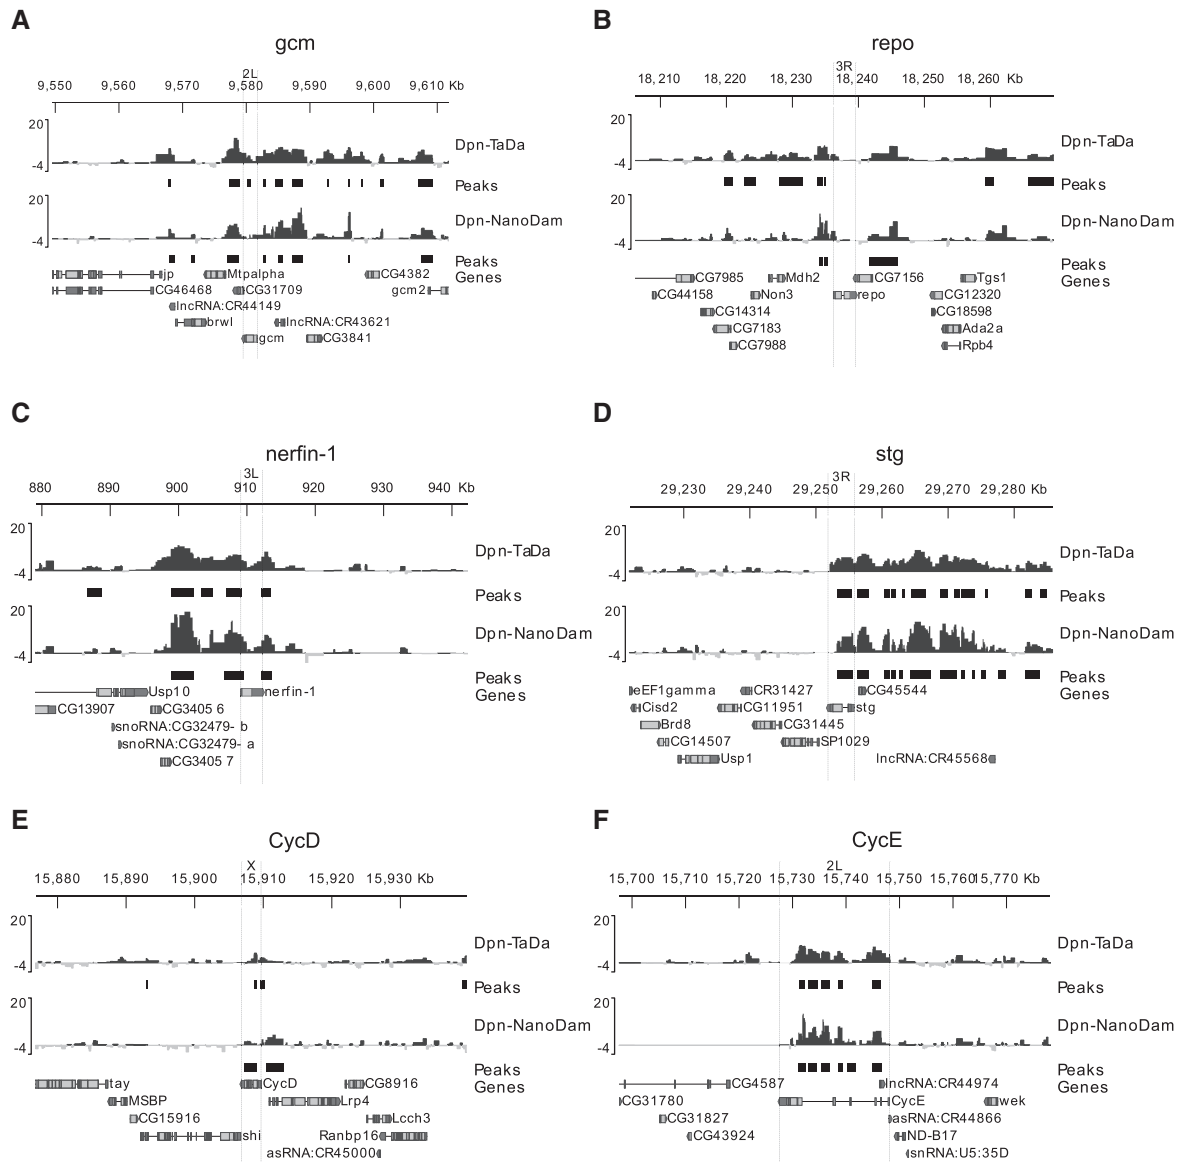 A
gcm
2L
9,550 9,560 9,570 9,580 9,590 9,600 9,610 Kb
20
-4
Dpn-TaDa
Peaks
20
-4
Dpn-NanoDam
Peaks
Genes
jp Mtpalpha CG4382
CG46468 CG31709 gcm2
lncRNA:CR44149
brwl lncRNA:CR43621
gcm CG3841
B
repo
3R
18,210 18,220 18,230 18,240 18,250 18,260 Kb
20
-4
Dpn-TaDa
Peaks
20
-4
Dpn-NanoDam
Peaks
Genes
CG7985 Mdh2 CG7156 Tgs1
CG44158 Non3 repo CG12320
CG14314 CG18598
CG7183 Ada2a
CG7988 Rpb4
C
nerfin-1
3L
880 890 900 910 920 930 940 Kb
20
-4
Dpn-TaDa
Peaks
20
-4
Dpn-NanoDam
Peaks
Genes
Usp10 nerfin-1
CG13907 CG3405 6
snoRNA:CG32479- b
snoRNA:CG32479- a
CG3405 7
D
stg
3R
29,230 29,240 29,250 29,260 29,270 29,280 Kb
20
-4
Dpn-TaDa
Peaks
20
-4
Dpn-NanoDam
Peaks
Genes
eEF1gamma CR31427 CG45544
Cisd2 CG11951 stg
Brd8 CG31445
CG14507 SP1029
Usp1 lncRNA:CR45568
E
CycD
X
15,880 15,890 15,900 15,910 15,920 15,930 Kb
20
-4
Dpn-TaDa
Peaks
20
-4
Dpn-NanoDam
Peaks
Genes
tay CycD CG8916
MSBP Lrp4
CG15916 Lcch3
shi Ranbp16
asRNA:CR45000
F
CycE
2L
15,700 15,710 15,720 15,730 15,740 15,750 15,760 15,770 Kb
20
-4
Dpn-TaDa
Peaks
20
-4
Dpn-NanoDam
Peaks
Genes
CG4587 lncRNA:CR44974
CG31780 CycE wek
CG31827 asRNA:CR44866
CG43924 ND-B17
snRNA:U5:35D